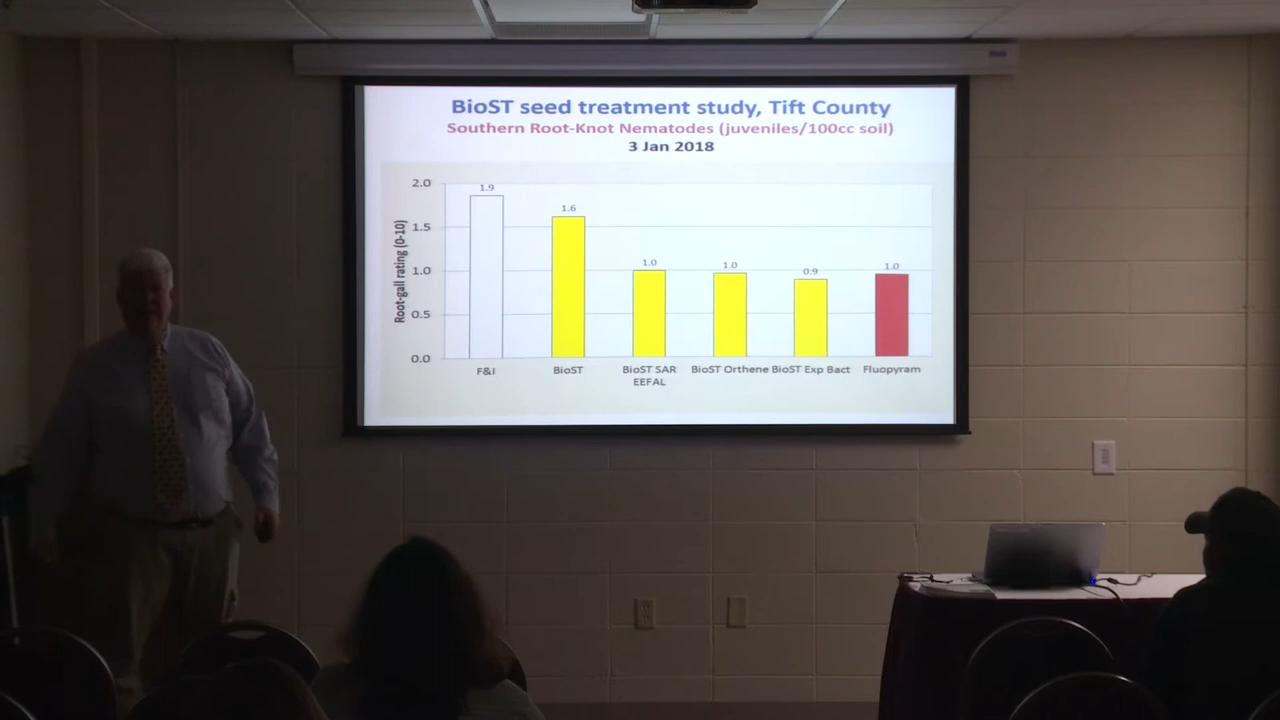 BioST seed treatment study, Tift County
Southern Root-Knot Nematodes (juveniles/100cc soil)
3 Jan 2018
Root-gall rating (0-10)
2.0
1.5
1.0
0.5
0.0
1.9
1.6
1.0
1.0
0.9
1.0
F&I
BioST
BioST SAR
EEFAL
BioST Orthene
BioST Exp Bact
Fluopyram